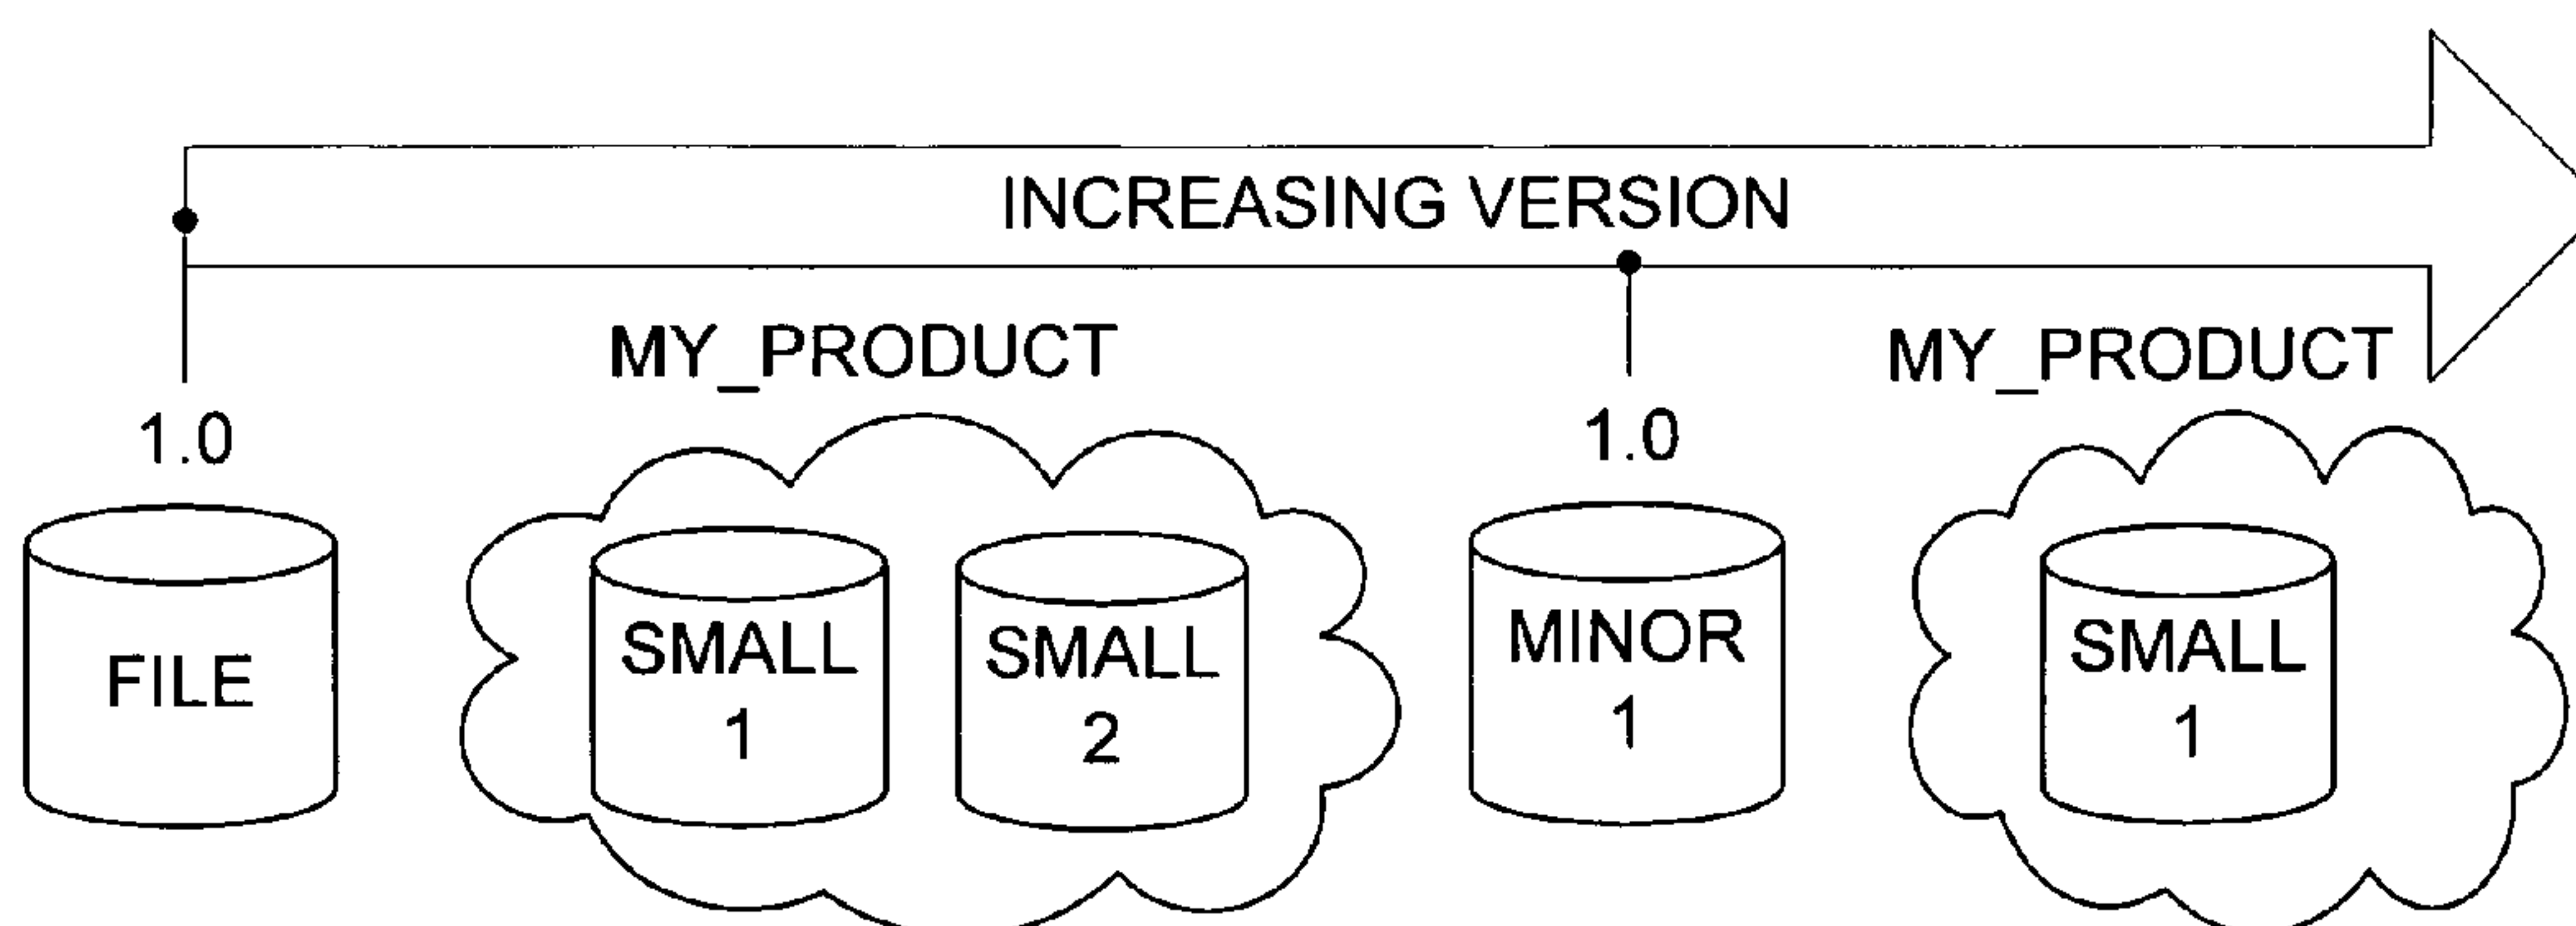 INCREASING VERSION
MY_PRODUCT
MY_PRODUCT
1.0
1.0
FILE
SMALL
1
SMALL
2
MINOR
1
SMALL
1